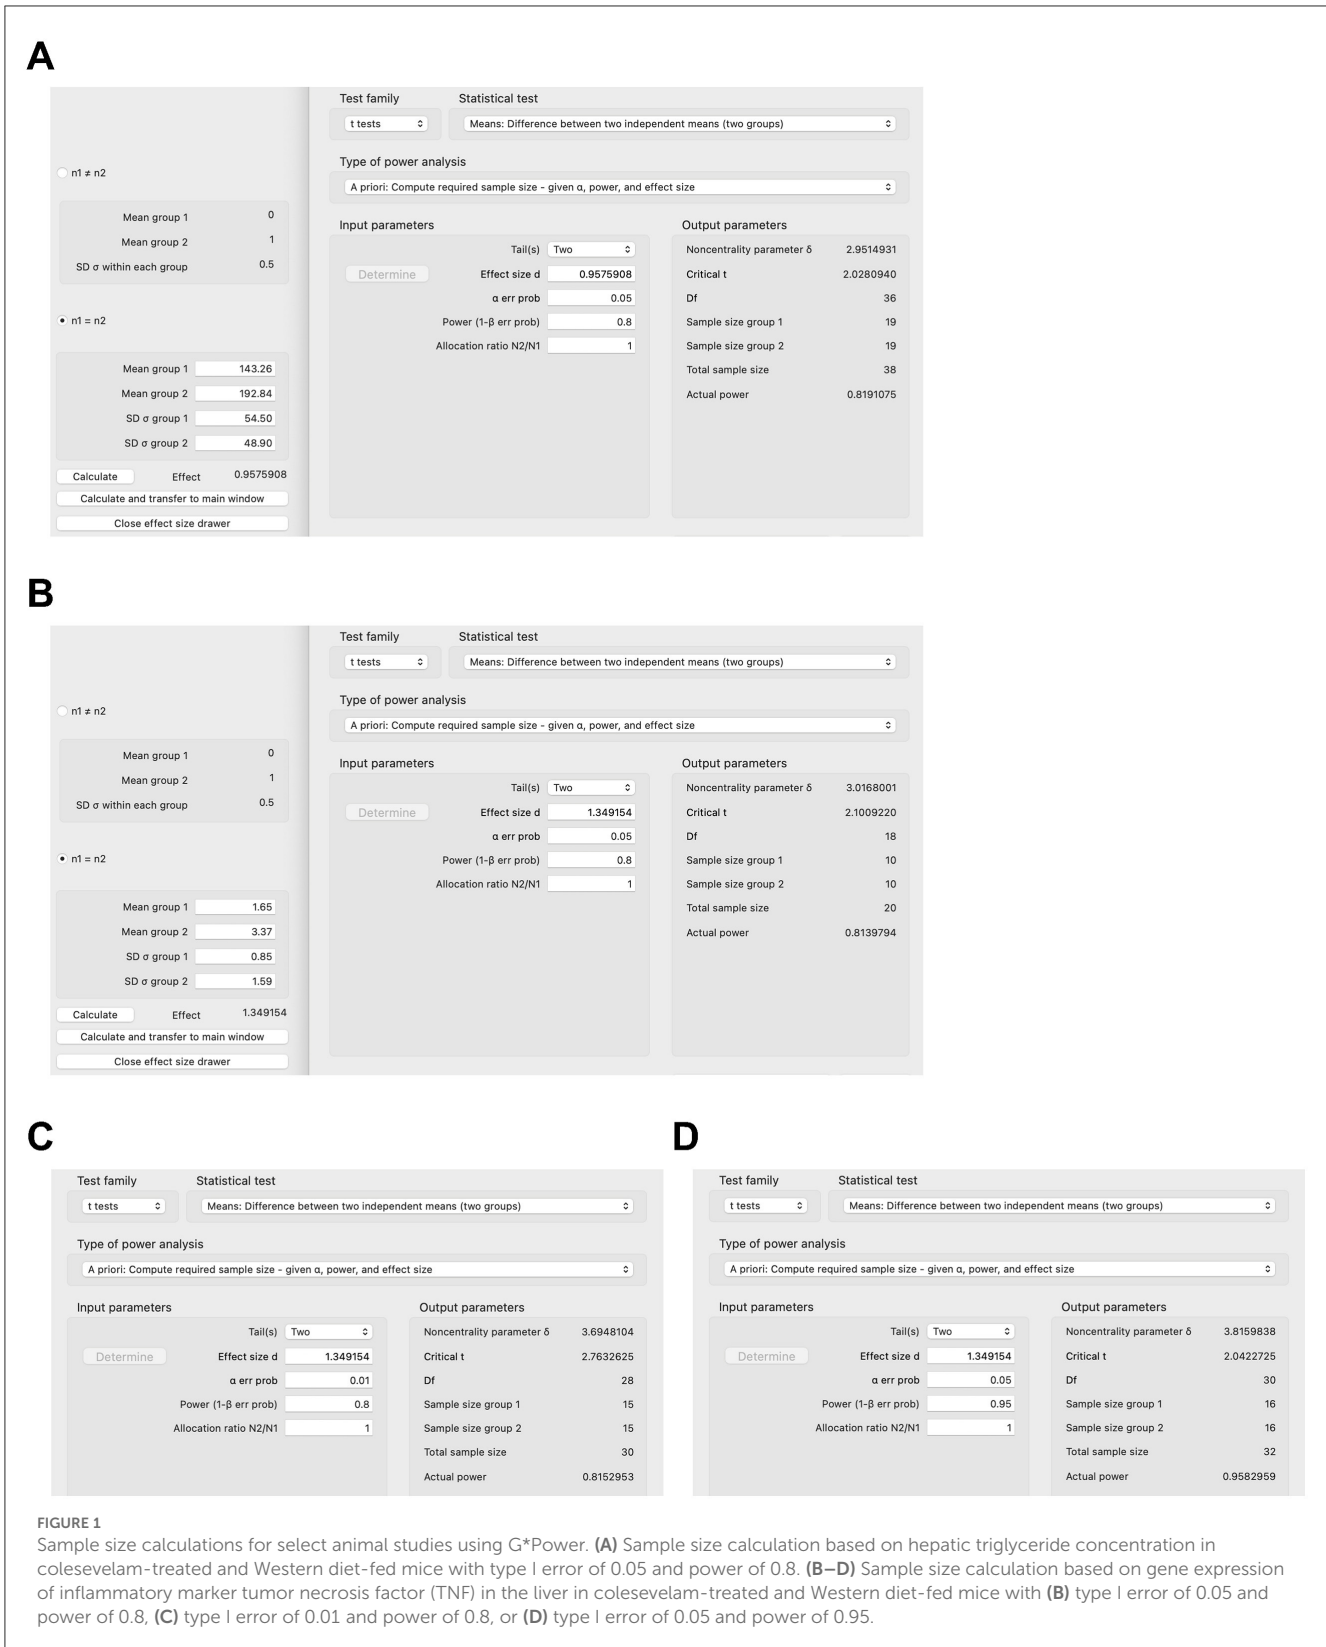 A
Test family
Statistical test
t tests
Means: Difference between two independent means (two groups)
Type of power analysis
A priori: Compute required sample size - given α, power, and effect size
n1 ≠ n2
Mean group 1 0
Mean group 2 1
SD σ within each group 0.5
n1 = n2
Mean group 1 143.26
Mean group 2 192.84
SD σ group 1 54.50
SD σ group 2 48.90
Calculate Effect 0.9575908
Calculate and transfer to main window
Close effect size drawer
Input parameters
Tail(s) Two
Determine Effect size d 0.9575908
α err prob 0.05
Power (1-β err prob) 0.8
Allocation ratio N2/N1 1
Output parameters
Noncentrality parameter δ 2.9514931
Critical t 2.0280940
Df 36
Sample size group 1 19
Sample size group 2 19
Total sample size 38
Actual power 0.8191075
B
Test family
Statistical test
t tests
Means: Difference between two independent means (two groups)
Type of power analysis
A priori: Compute required sample size - given α, power, and effect size
n1 ≠ n2
Mean group 1 0
Mean group 2 1
SD σ within each group 0.5
n1 = n2
Mean group 1 1.65
Mean group 2 3.37
SD σ group 1 0.85
SD σ group 2 1.59
Calculate Effect 1.349154
Calculate and transfer to main window
Close effect size drawer
Input parameters
Tail(s) Two
Determine Effect size d 1.349154
α err prob 0.05
Power (1-β err prob) 0.8
Allocation ratio N2/N1 1
Output parameters
Noncentrality parameter δ 3.0168001
Critical t 2.1009220
Df 18
Sample size group 1 10
Sample size group 2 10
Total sample size 20
Actual power 0.8139794
C
Test family
Statistical test
t tests
Means: Difference between two independent means (two groups)
Type of power analysis
A priori: Compute required sample size - given α, power, and effect size
Input parameters
Tail(s) Two
Determine Effect size d 1.349154
α err prob 0.01
Power (1-β err prob) 0.8
Allocation ratio N2/N1 1
Output parameters
Noncentrality parameter δ 3.6948104
Critical t 2.7632625
Df 28
Sample size group 1 15
Sample size group 2 15
Total sample size 30
Actual power 0.8152953
D
Test family
Statistical test
t tests
Means: Difference between two independent means (two groups)
Type of power analysis
A priori: Compute required sample size - given α, power, and effect size
Input parameters
Tail(s) Two
Determine Effect size d 1.349154
α err prob 0.05
Power (1-β err prob) 0.95
Allocation ratio N2/N1 1
Output parameters
Noncentrality parameter δ 3.8159838
Critical t 2.0422725
Df 30
Sample size group 1 16
Sample size group 2 16
Total sample size 32
Actual power 0.9582959
FIGURE 1
Sample size calculations for select animal studies using G*Power. (A) Sample size calculation based on hepatic triglyceride concentration in
colesevelam-treated and Western diet-fed mice with type I error of 0.05 and power of 0.8. (B–D) Sample size calculation based on gene expression
of inflammatory marker tumor necrosis factor (TNF) in the liver in colesevelam-treated and Western diet-fed mice with (B) type I error of 0.05 and
power of 0.8, (C) type I error of 0.01 and power of 0.8, or (D) type I error of 0.05 and power of 0.95.